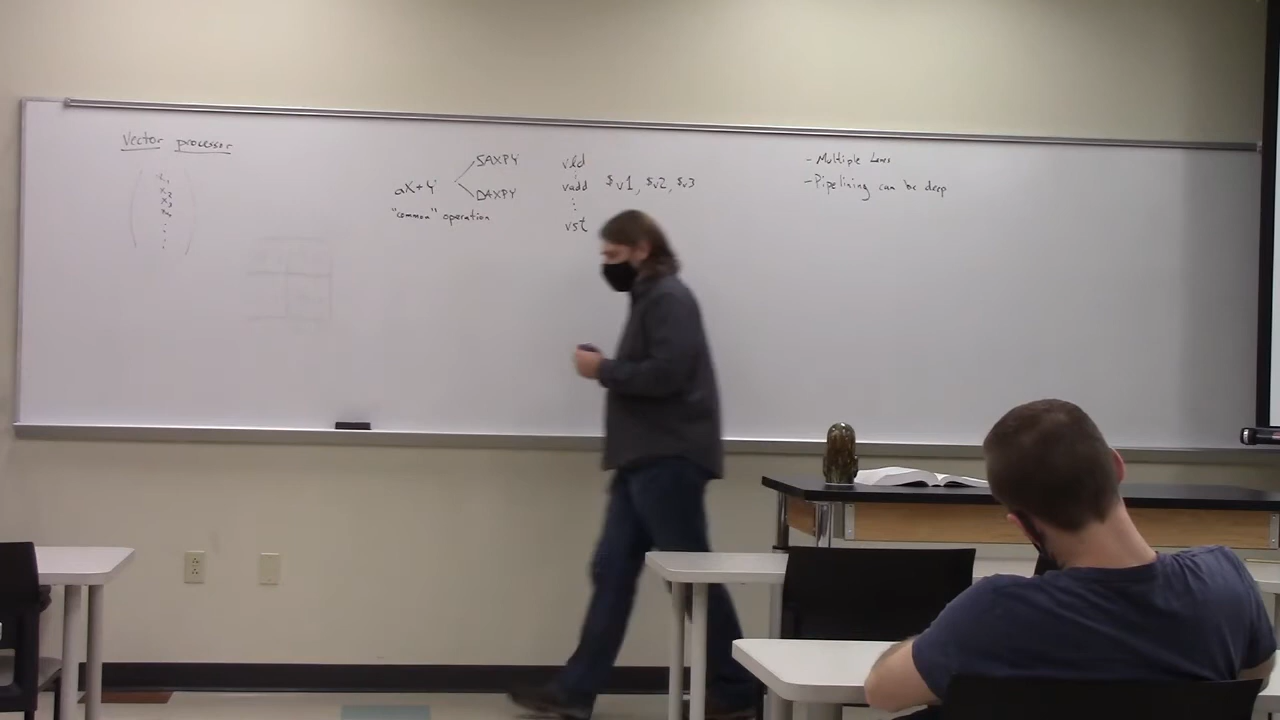 Vector processor
x1
x2
x3
x4
aX+Y
SAXPY
DAXPY
"common" operation
vld
vadd $v1, $v2, $v3
vst
- Multiple Lanes
- Pipelining can be deep